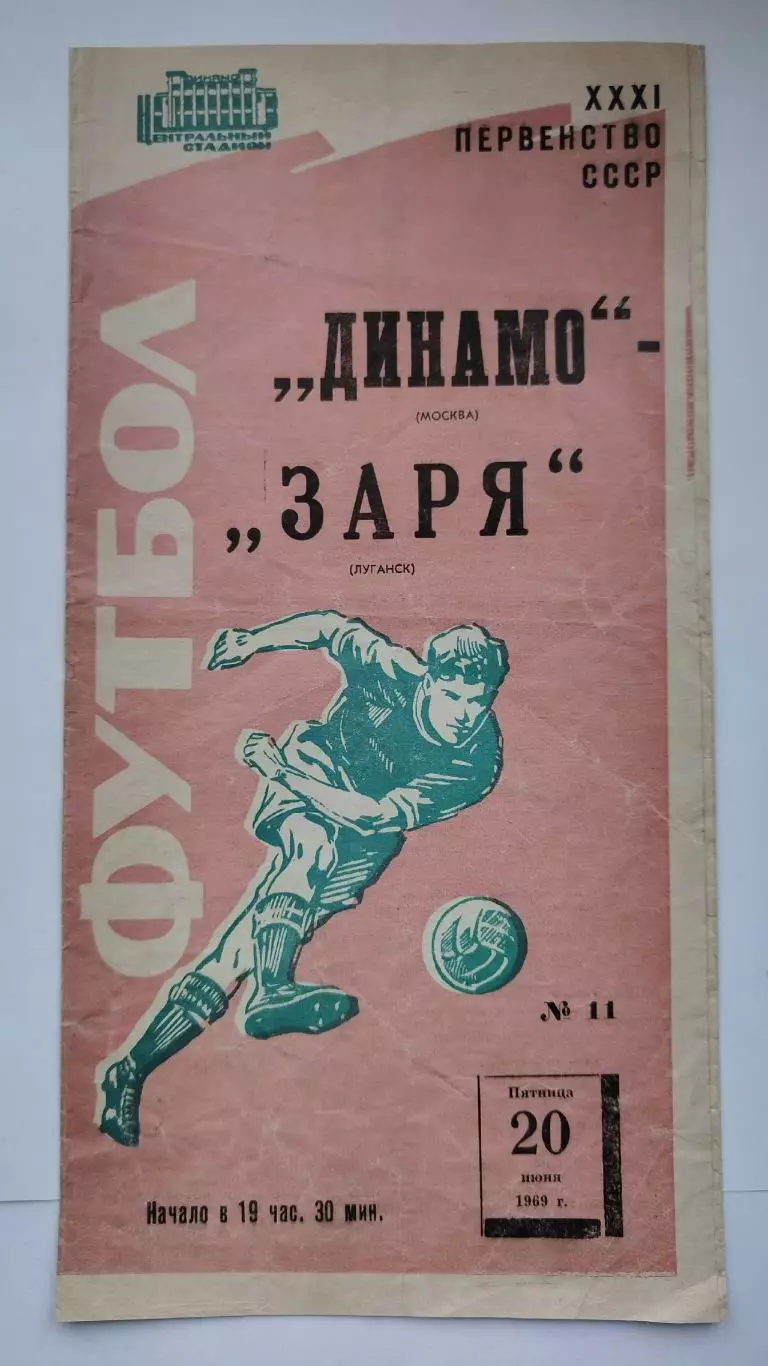 ДИНАМО
ЦЕНТРАЛЬНЫЙ
СТАДИОН
XXXI
ПЕРВЕНСТВО
СССР
ФУТБОЛ
„ДИНАМО“-
(МОСКВА)
„ЗАРЯ“
(ЛУГАНСК)
№ 11
Пятница
20
июня
1969 г.
Начало в 19 час. 30 мин.